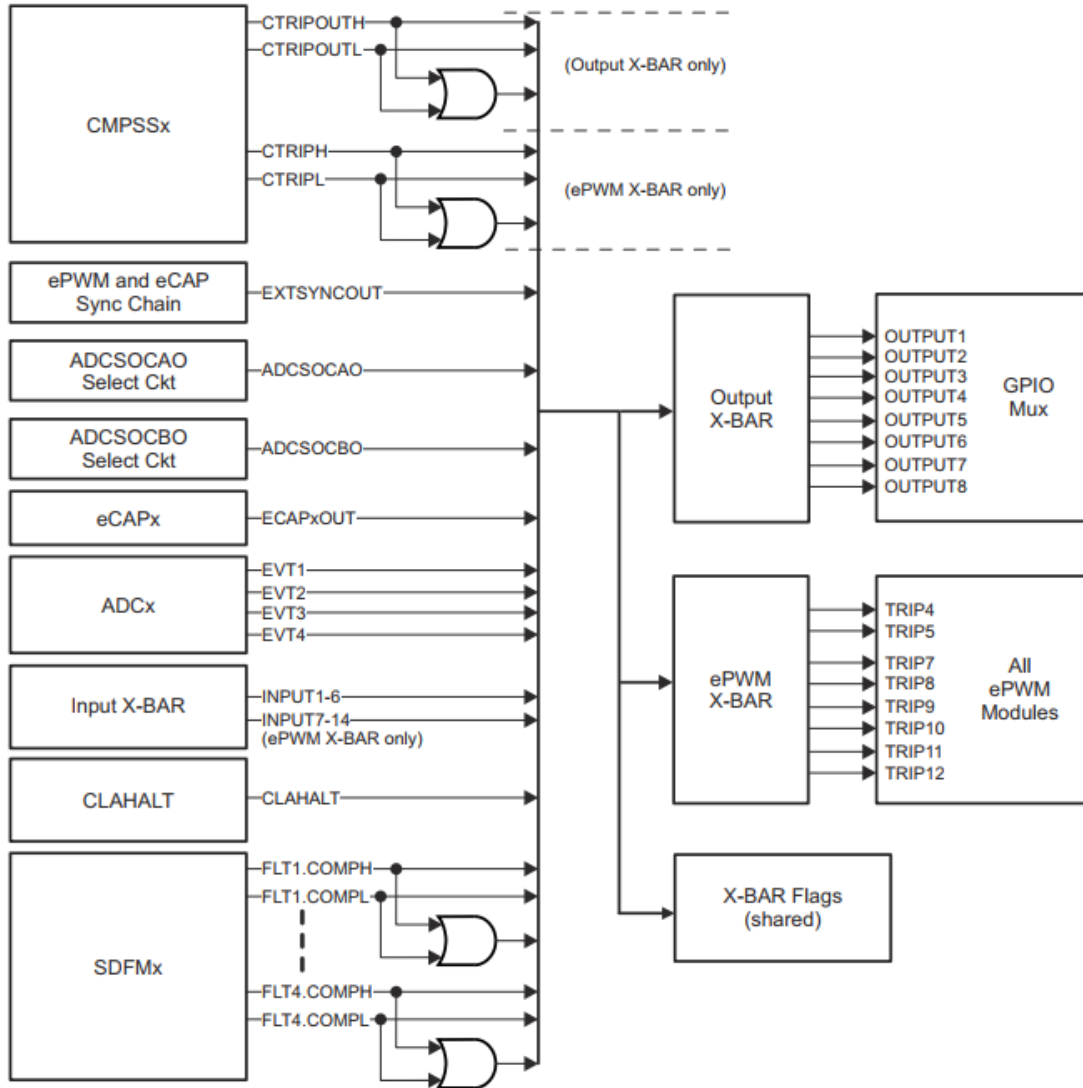 CMPSSx
CTRIPOUTH
CTRIPOUTL
(Output X-BAR only)
CTRIPH
CTRIPL
(ePWM X-BAR only)
ePWM and eCAP
Sync Chain
EXTSYNCOUT
ADCSOCAO
Select Ckt
ADCSOCAO
ADCSOCBO
Select Ckt
ADCSOCBO
eCAPx
ECAPxOUT
ADCx
EVT1
EVT2
EVT3
EVT4
Input X-BAR
INPUT1-6
INPUT7-14
(ePWM X-BAR only)
CLAHALT
CLAHALT
SDFMx
FLT1.COMPH
FLT1.COMPL
FLT4.COMPH
FLT4.COMPL
Output
X-BAR
OUTPUT1
OUTPUT2
OUTPUT3
OUTPUT4
OUTPUT5
OUTPUT6
OUTPUT7
OUTPUT8
GPIO
Mux
ePWM
X-BAR
TRIP4
TRIP5
TRIP7
TRIP8
TRIP9
TRIP10
TRIP11
TRIP12
All
ePWM
Modules
X-BAR Flags
(shared)